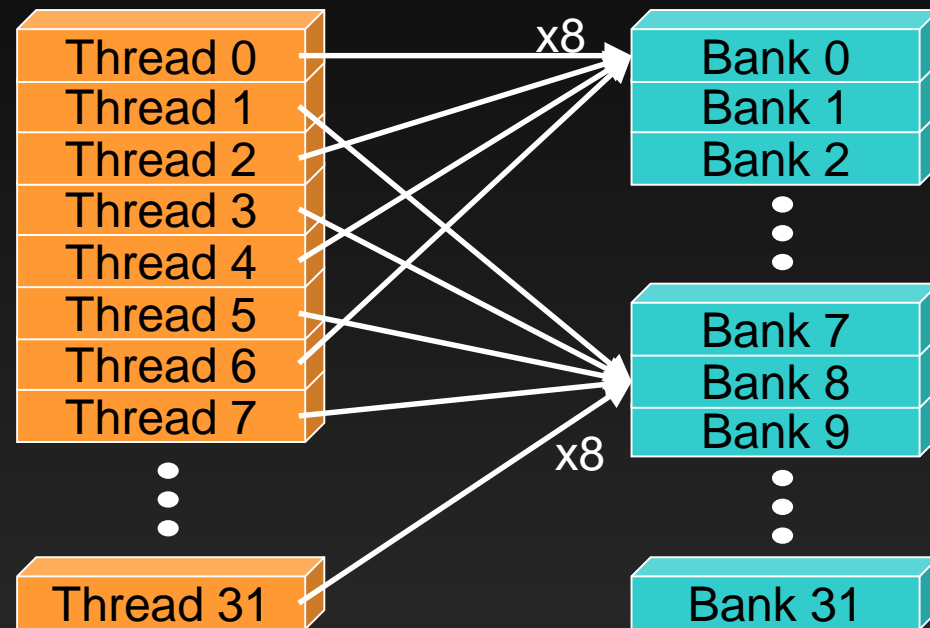 x8
Thread 0
Thread 1
Thread 2
Thread 3
Thread 4
Thread 5
Thread 6
Thread 7
Thread 31
Bank 0
Bank 1
Bank 2
Bank 7
Bank 8
Bank 9
x8
Bank 31